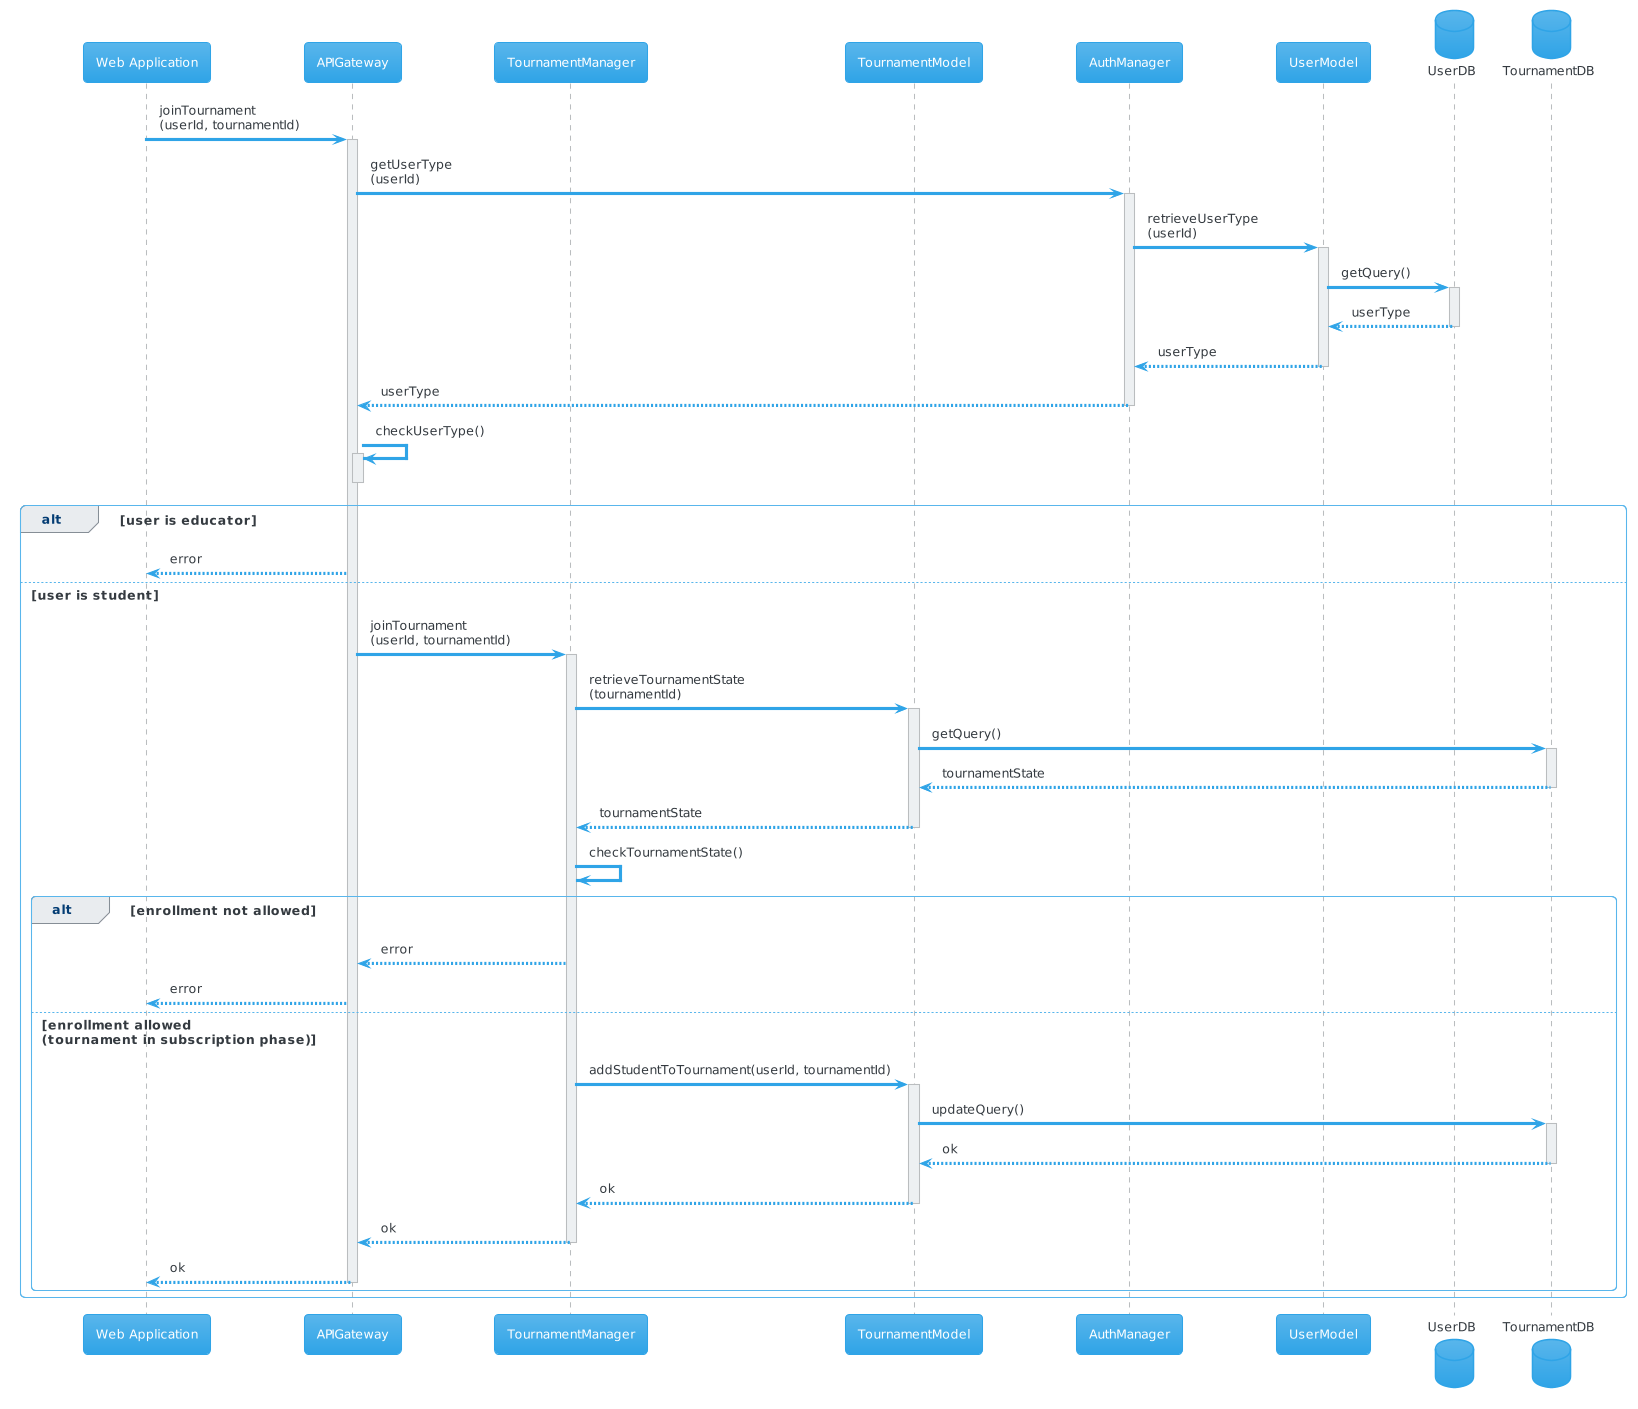 Web Application
APIGateway
TournamentManager
TournamentModel
AuthManager
UserModel
UserDB
TournamentDB
joinTournament
(userId, tournamentId)
getUserType
(userId)
retrieveUserType
(userId)
getQuery()
userType
userType
userType
checkUserType()
alt
[user is educator]
error
[user is student]
joinTournament
(userId, tournamentId)
retrieveTournamentState
(tournamentId)
getQuery()
tournamentState
tournamentState
checkTournamentState()
alt
[enrollment not allowed]
error
error
[enrollment allowed
(tournament in subscription phase)]
addStudentToTournament(userId, tournamentId)
updateQuery()
ok
ok
ok
ok
Web Application
APIGateway
TournamentManager
TournamentModel
AuthManager
UserModel
UserDB
TournamentDB